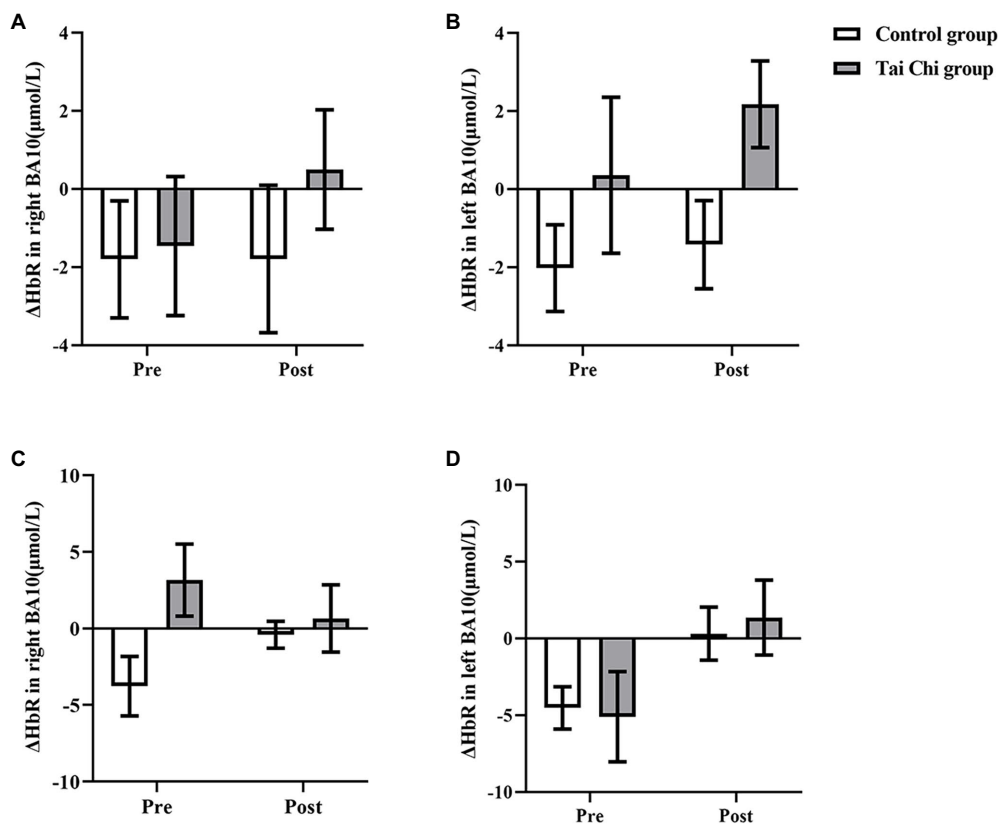 A
ΔHbR in right BA10(μmol/L)
4
2
0
-2
-4
Pre
Post
B
ΔHbR in left BA10(μmol/L)
4
2
0
-2
-4
Pre
Post
Control group
Tai Chi group
C
ΔHbR in right BA10(μmol/L)
10
5
0
-5
-10
Pre
Post
D
ΔHbR in left BA10(μmol/L)
10
5
0
-5
-10
Pre
Post